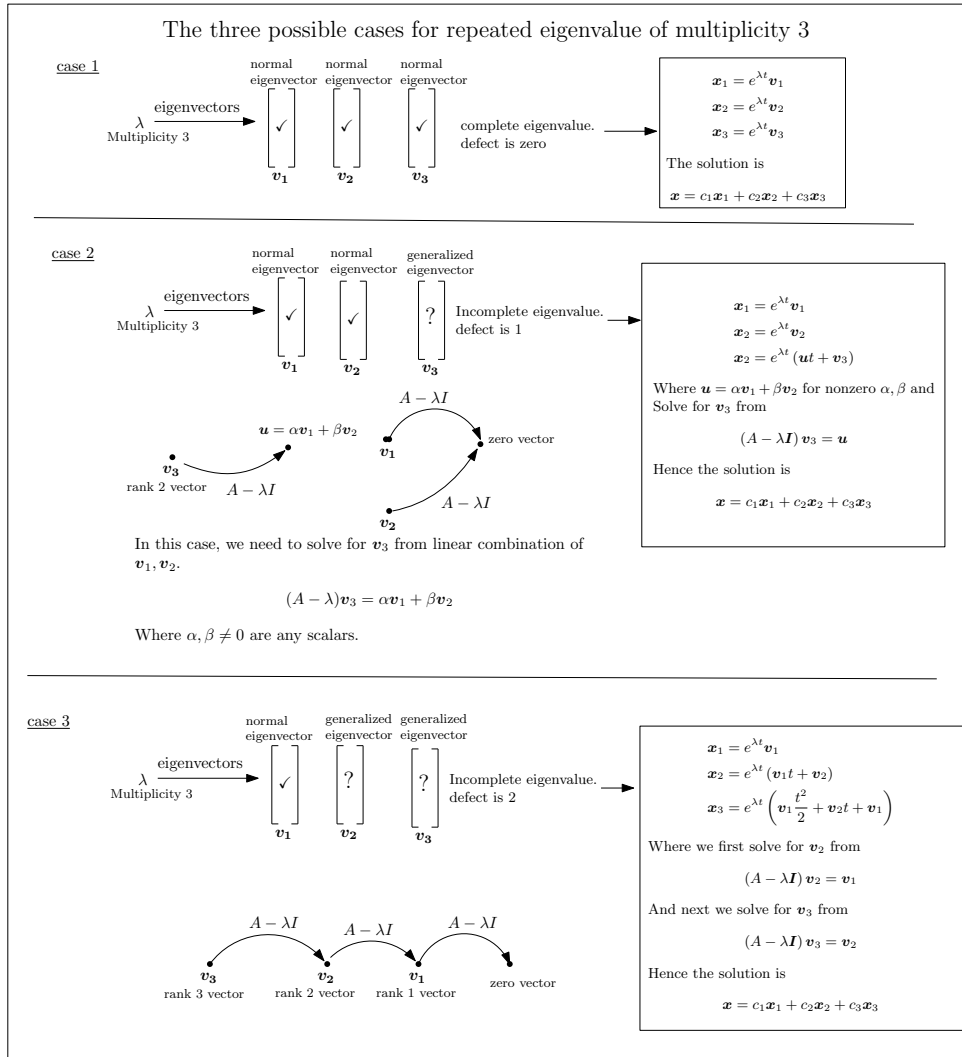 The three possible cases for repeated eigenvalue of multiplicity 3
case 1
normal eigenvector
normal eigenvector
normal eigenvector
λ
Multiplicity 3
eigenvectors
✓
✓
✓
v₁
v₂
v₃
complete eigenvalue.
defect is zero
x₁ = e^{λt}v₁
x₂ = e^{λt}v₂
x₃ = e^{λt}v₃
The solution is
x = c₁x₁ + c₂x₂ + c₃x₃
case 2
normal eigenvector
normal eigenvector
generalized eigenvector
λ
Multiplicity 3
eigenvectors
✓
✓
?
v₁
v₂
v₃
Incomplete eigenvalue.
defect is 1
x₁ = e^{λt}v₁
x₂ = e^{λt}v₂
x₂ = e^{λt} (ut + v₃)
Where u = αv₁ + βv₂ for nonzero α, β and
Solve for v₃ from
(A − λI) v₃ = u
Hence the solution is
x = c₁x₁ + c₂x₂ + c₃x₃
v₃
rank 2 vector
A − λI
u = αv₁ + βv₂
A − λI
v₁
zero vector
A − λI
v₂
In this case, we need to solve for v₃ from linear combination of
v₁, v₂.
(A − λ)v₃ = αv₁ + βv₂
Where α, β ≠ 0 are any scalars.
case 3
normal eigenvector
generalized eigenvector
generalized eigenvector
λ
Multiplicity 3
eigenvectors
✓
?
?
v₁
v₂
v₃
Incomplete eigenvalue.
defect is 2
x₁ = e^{λt}v₁
x₂ = e^{λt} (v₁t + v₂)
x₃ = e^{λt} (v₁ t²/2 + v₂t + v₁)
Where we first solve for v₂ from
(A − λI) v₂ = v₁
And next we solve for v₃ from
(A − λI) v₃ = v₂
Hence the solution is
x = c₁x₁ + c₂x₂ + c₃x₃
A − λI
A − λI
A − λI
v₃
rank 3 vector
v₂
rank 2 vector
v₁
rank 1 vector
zero vector